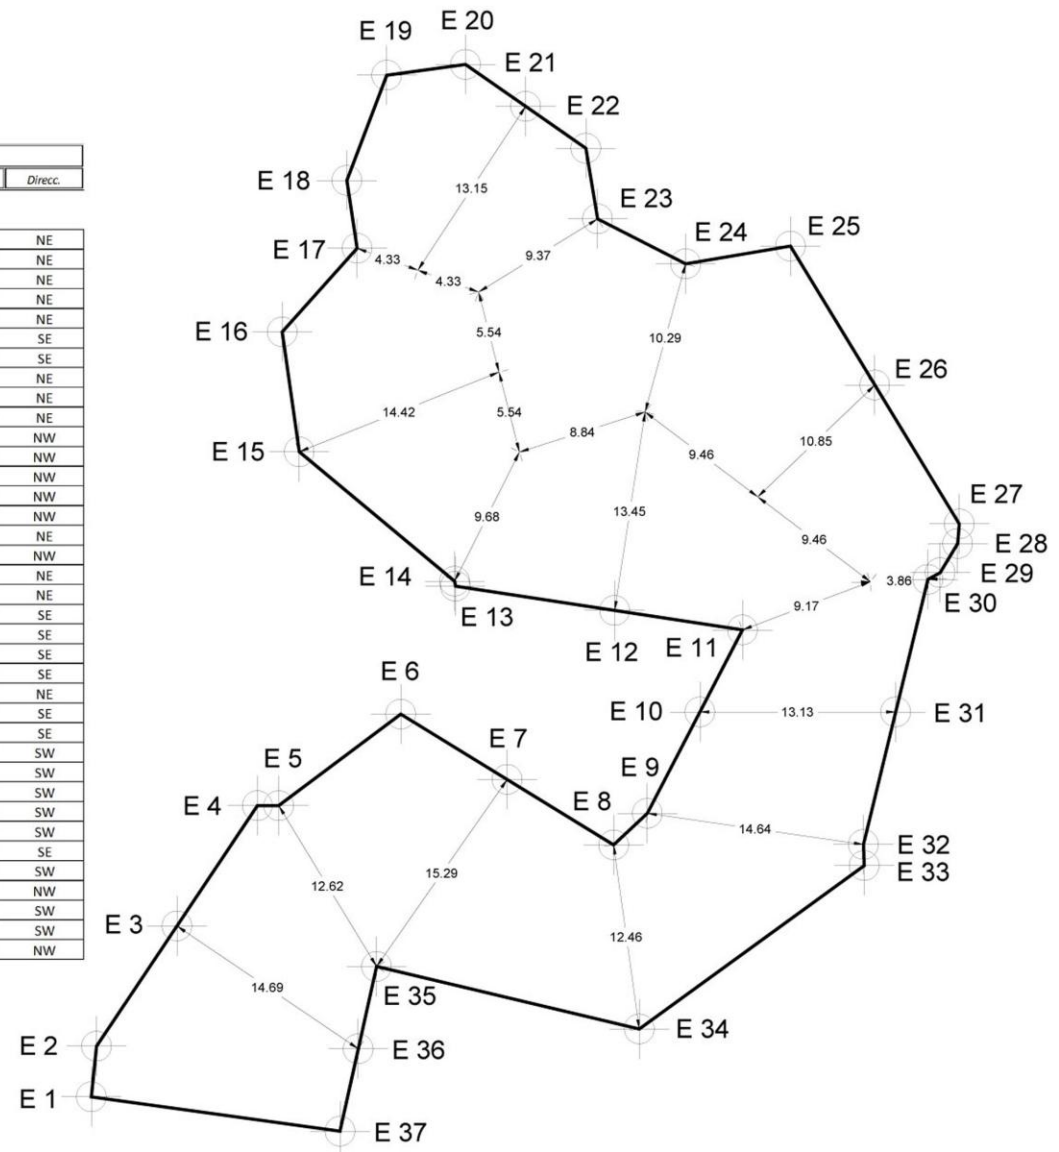 Direcc.
NE
NE
NE
NE
NE
SE
SE
NE
NE
NE
NW
NW
NW
NW
NW
NE
NW
NE
NE
SE
SE
SE
SE
NE
SE
SE
SW
SW
SW
SW
SW
SE
SW
NW
SW
SW
NW
E 20
E 19
E 21
E 22
E 18
13.15
E 23
E 25
E 24
E 17
4.33
9.37
4.33
E 16
5.54
10.29
E 26
14.42
5.54
8.84
10.85
E 15
9.46
E 27
13.45
9.68
9.46
E 28
E 14
3.86
E 29
E 30
9.17
E 13
E 12
E 11
E 6
E 10
13.13
E 31
E 7
E 9
E 5
E 4
E 8
14.64
E 32
E 33
15.29
12.62
E 3
12.46
14.69
E 35
E 34
E 2
E 36
E 1
E 37